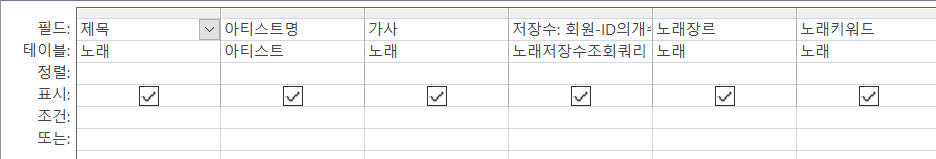 필드: 제목 아티스트명 가사 저장수: 회원-ID의개수 노래장르 노래키워드
테이블: 노래 아티스트 노래 노래저장수조회쿼리 노래 노래
정렬:
표시:
조건:
또는: